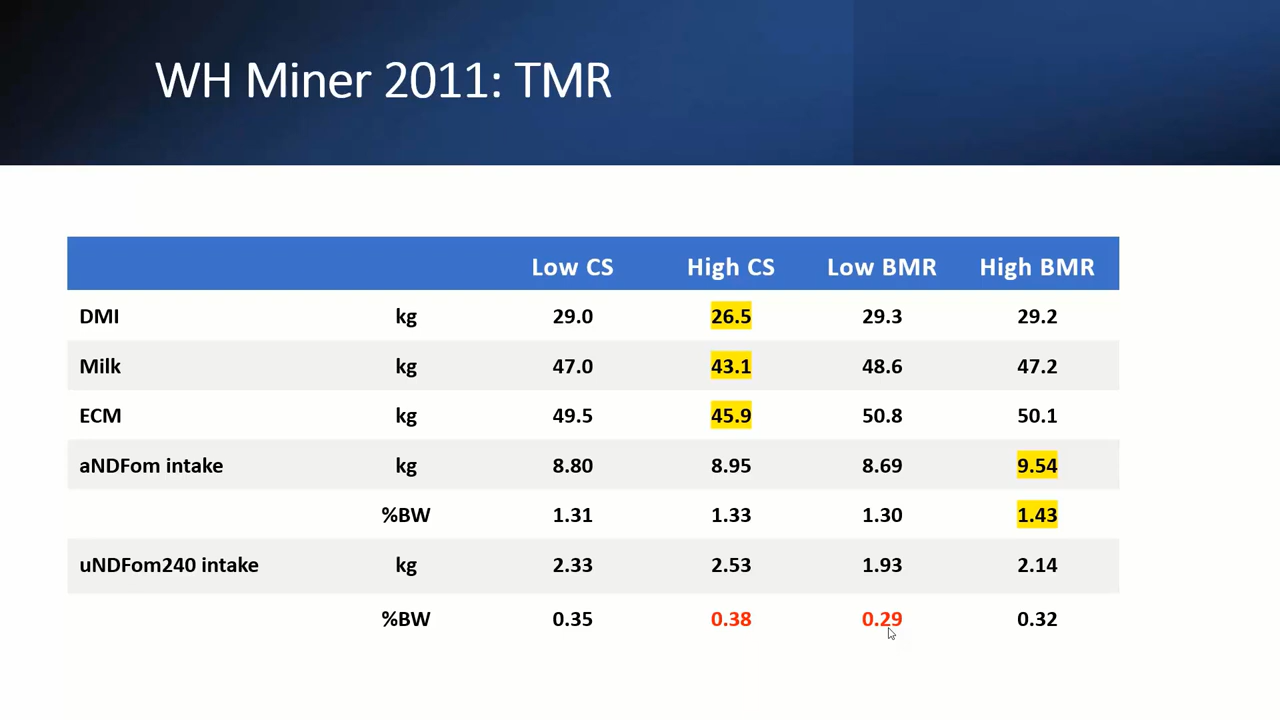 WH Miner 2011: TMR
Low CS High CS Low BMR High BMR
DMI kg 29.0 26.5 29.3 29.2
Milk kg 47.0 43.1 48.6 47.2
ECM kg 49.5 45.9 50.8 50.1
aNDFom intake kg 8.80 8.95 8.69 9.54
%BW 1.31 1.33 1.30 1.43
uNDFom240 intake kg 2.33 2.53 1.93 2.14
%BW 0.35 0.38 0.29 0.32